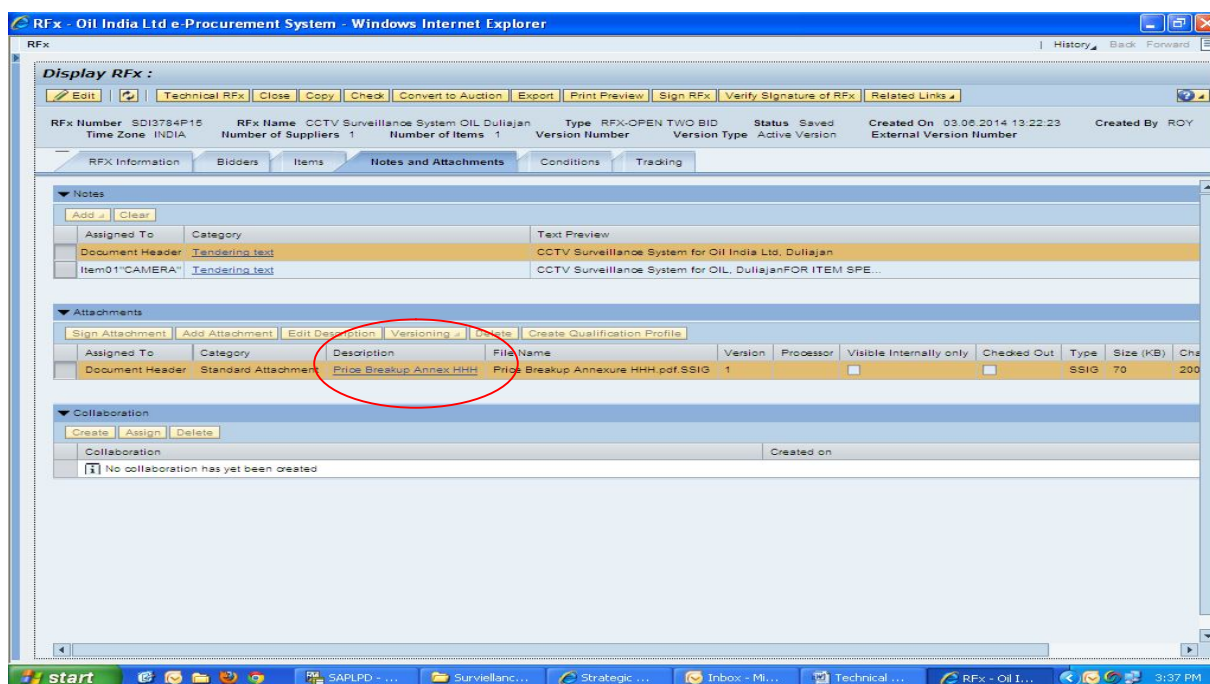 RFx - Oil India Ltd e-Procurement System - Windows Internet Explorer
RFx | History Back Forward
Display RFx :
Edit | | Technical RFx Close Copy Check Convert to Auction Export Print Preview Sign RFx Verify Signature of RFx Related Links
RFx Number SDI3784P15 RFx Name CCTV Surveillance System OIL Duliajan Type RFX-OPEN TWO BID Status Saved Created On 03.06.2014 13:22:23 Created By ROY
Time Zone INDIA Number of Suppliers 1 Number of Items 1 Version Number Version Type Active Version External Version Number
RFX Information Bidders Items Notes and Attachments Conditions Tracking
Notes
Add Clear
Assigned To Category Text Preview
Document Header Tendering text CCTV Surveillance System for Oil India Ltd, Duliajan
Item01"CAMERA" Tendering text CCTV Surveillance System for OIL, DuliajanFOR ITEM SPE...
Attachments
Sign Attachment Add Attachment Edit Description Versioning Delete Create Qualification Profile
Assigned To Category Description File Name Version Processor Visible Internally only Checked Out Type Size (KB) Cha
Document Header Standard Attachment Price Breakup Annex HHH Price Breakup Annexure HHH.pdf.SSIG 1 SSIG 70 200
Collaboration
Create Assign Delete
Collaboration Created on
No collaboration has yet been created
start SAPLPD - ... Surviellanc... Strategic ... Inbox - Mi... Technical ... RFx - Oil I... 3:37 PM